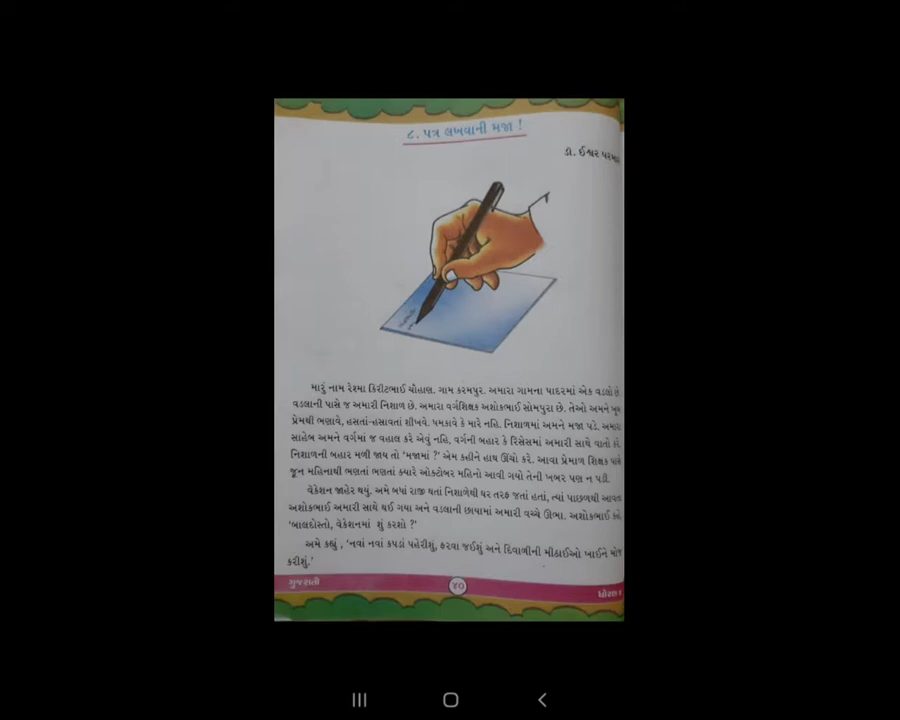 ૮. પત્ર લખવાની મજા !
ડૉ. ઈશ્વર પરમાર
મારું નામ રેશ્મા કિરીટભાઈ ચૌહાણ. ગામ કરમપુર. અમારા ગામના પાદરમાં એક વડલો છે.
વડલાની પાસે જ અમારી નિશાળ છે. અમારા વર્ગશિક્ષક અશોકભાઈ સોમપુરા છે. તેઓ અમને ખૂબ
પ્રેમથી ભણાવે, હસતાં-હસાવતાં શીખવે. ધમકાવે કે મારે નહિ. નિશાળમાં અમને મજા પડે. અમારા
સાહેબ અમને વર્ગમાં જ વહાલ કરે એવું નહિ, વર્ગની બહાર કે રિસેસમાં અમારી સાથે વાતો કરે.
નિશાળની બહાર મળી જાય તો ‘મજામાં ?’ એમ કહીને હાથ ઊંચો કરે. આવા પ્રેમાળ શિક્ષક પાસે
જૂન મહિનાથી ભણતાં ભણતાં ક્યારે ઓક્ટોબર મહિનો આવી ગયો તેની ખબર પણ ન પડી.
વૅકેશન જાહેર થયું. અમે બધાં રાજી થતાં નિશાળેથી ઘર તરફ જતાં હતાં, ત્યાં પાછળથી આવતા
અશોકભાઈ અમારી સાથે થઈ ગયા અને વડલાની છાયામાં અમારી વચ્ચે ઊભા. અશોકભાઈ કહે,
‘બાલદોસ્તો, વૅકેશનમાં શું કરશો ?’
અમે કહ્યું , ‘નવાં નવાં કપડાં પહેરીશું, ફરવા જઈશું અને દિવાળીની મીઠાઈઓ ખાઈને મોજ
કરીશું.’
ગુજરાતી
૪૦
ધોરણ